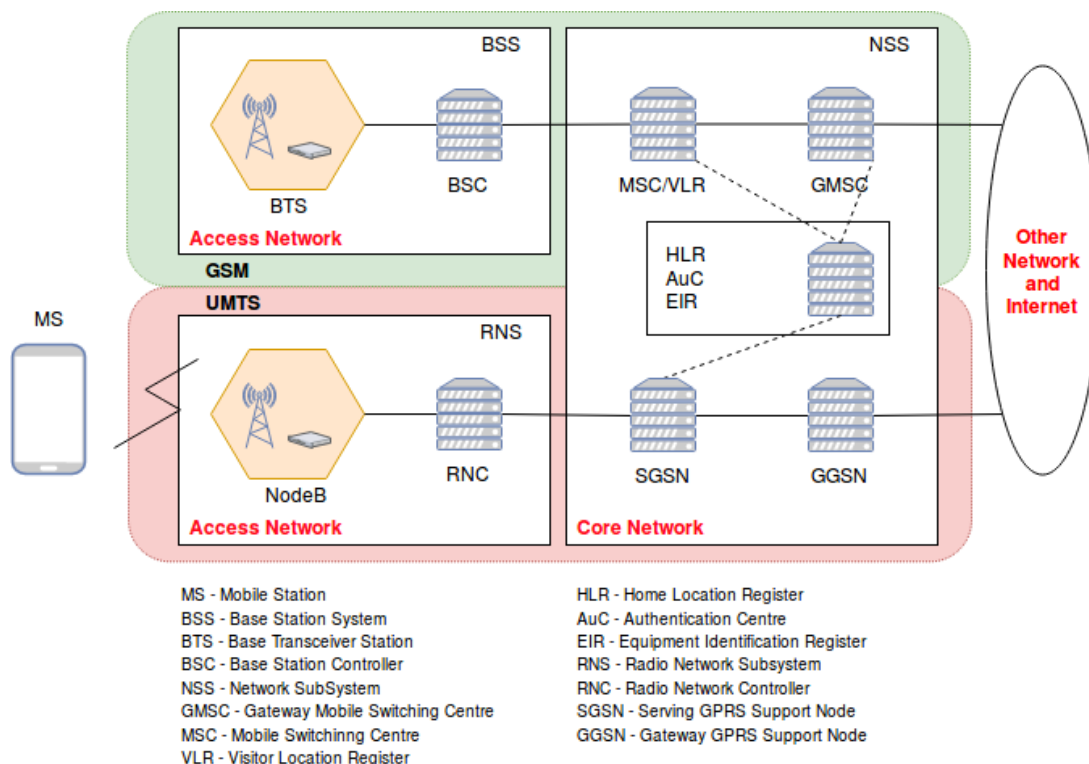 BSS
NSS
BTS
BSC
MSC/VLR
GMSC
Access Network
GSM
HLR
AuC
EIR
Other
Network
and
Internet
UMTS
MS
RNS
NodeB
RNC
SGSN
GGSN
Access Network
Core Network
MS - Mobile Station
BSS - Base Station System
BTS - Base Transceiver Station
BSC - Base Station Controller
NSS - Network SubSystem
GMSC - Gateway Mobile Switching Centre
MSC - Mobile Switchinng Centre
VLR - Visitor Location Register
HLR - Home Location Register
AuC - Authentication Centre
EIR - Equipment Identification Register
RNS - Radio Network Subsystem
RNC - Radio Network Controller
SGSN - Serving GPRS Support Node
GGSN - Gateway GPRS Support Node